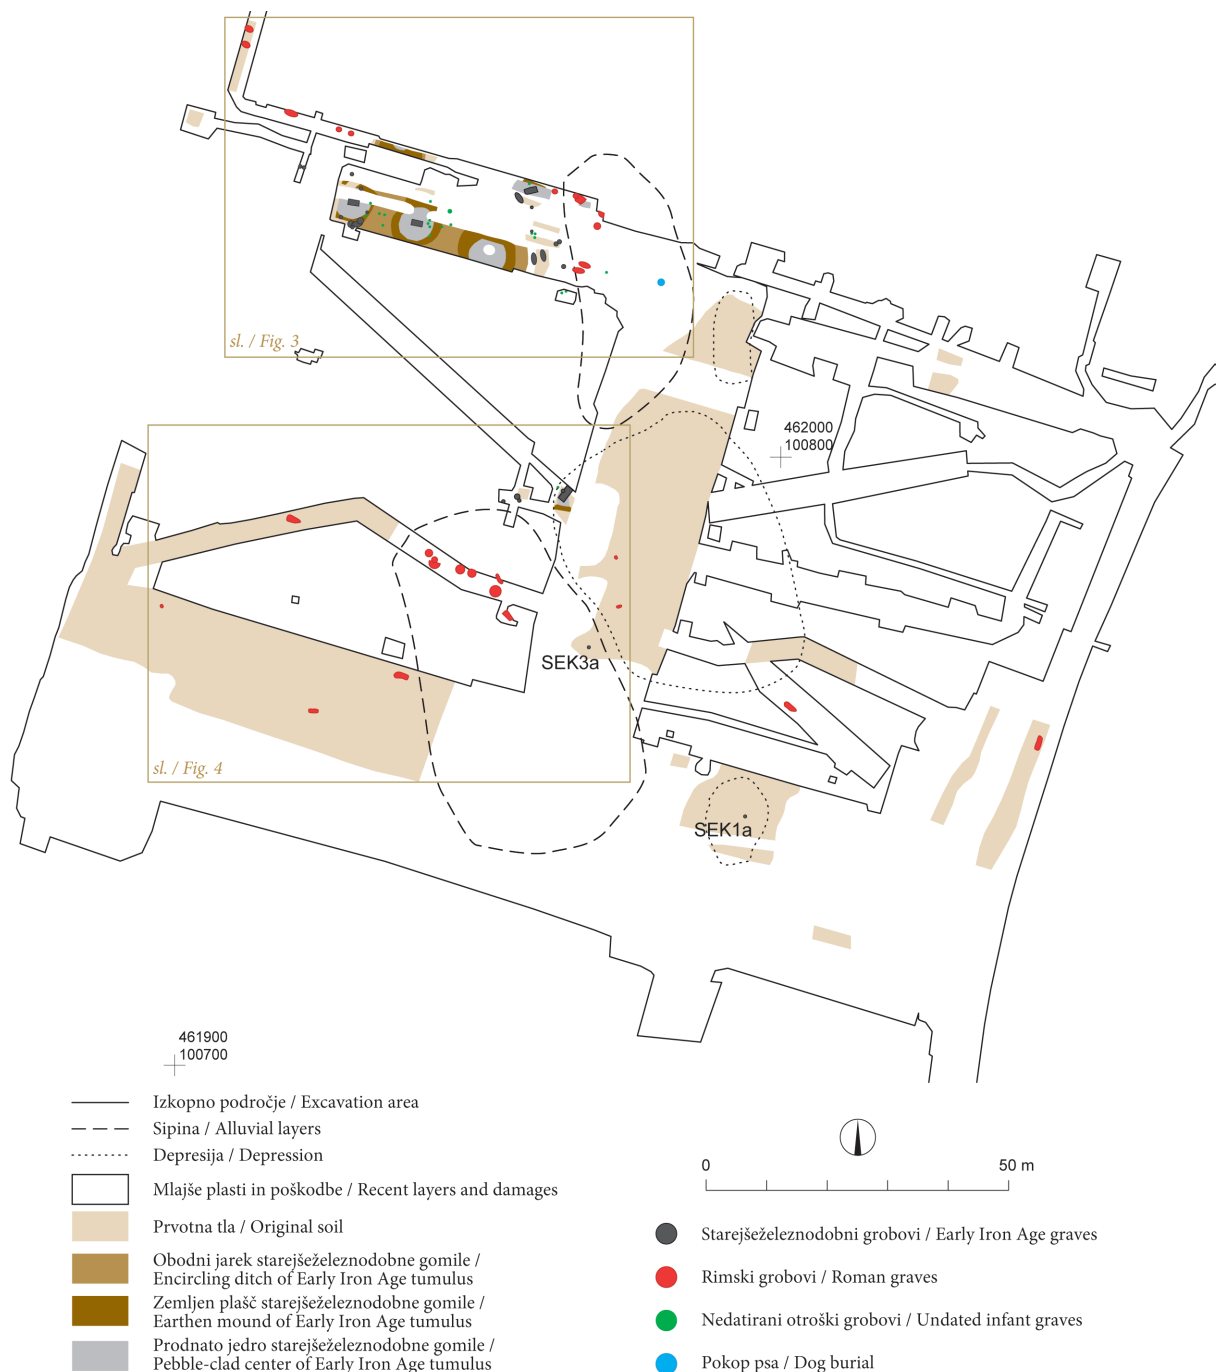 sl. / Fig. 3
462000
100800
SEK3a
sl. / Fig. 4
SEK1a
461900
100700
Izkopno področje / Excavation area
Sipina / Alluvial layers
Depresija / Depression
Mlajše plasti in poškodbe / Recent layers and damages
Prvotna tla / Original soil
Obodni jarek starejšeželeznodobne gomile /
Encircling ditch of Early Iron Age tumulus
Zemljen plašč starejšeželeznodobne gomile /
Earthen mound of Early Iron Age tumulus
Prodnato jedro starejšeželeznodobne gomile /
Pebble-clad center of Early Iron Age tumulus
0 50 m
Starejšeželeznodobni grobovi / Early Iron Age graves
Rimski grobovi / Roman graves
Nedatirani otroški grobovi / Undated infant graves
Pokop psa / Dog burial